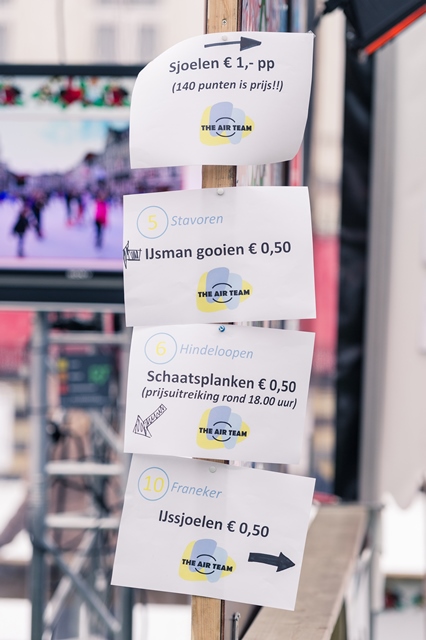 Sjoelen € 1,- pp
(140 punten is prijs!!)
THE AIR TEAM
5 Stavoren
IJsman gooien € 0,50
THE AIR TEAM
6 Hindeloopen
Schaatsplanken € 0,50
(prijsuitreiking rond 18.00 uur)
THE AIR TEAM
10 Franeker
IJssjoelen € 0,50
THE AIR TEAM